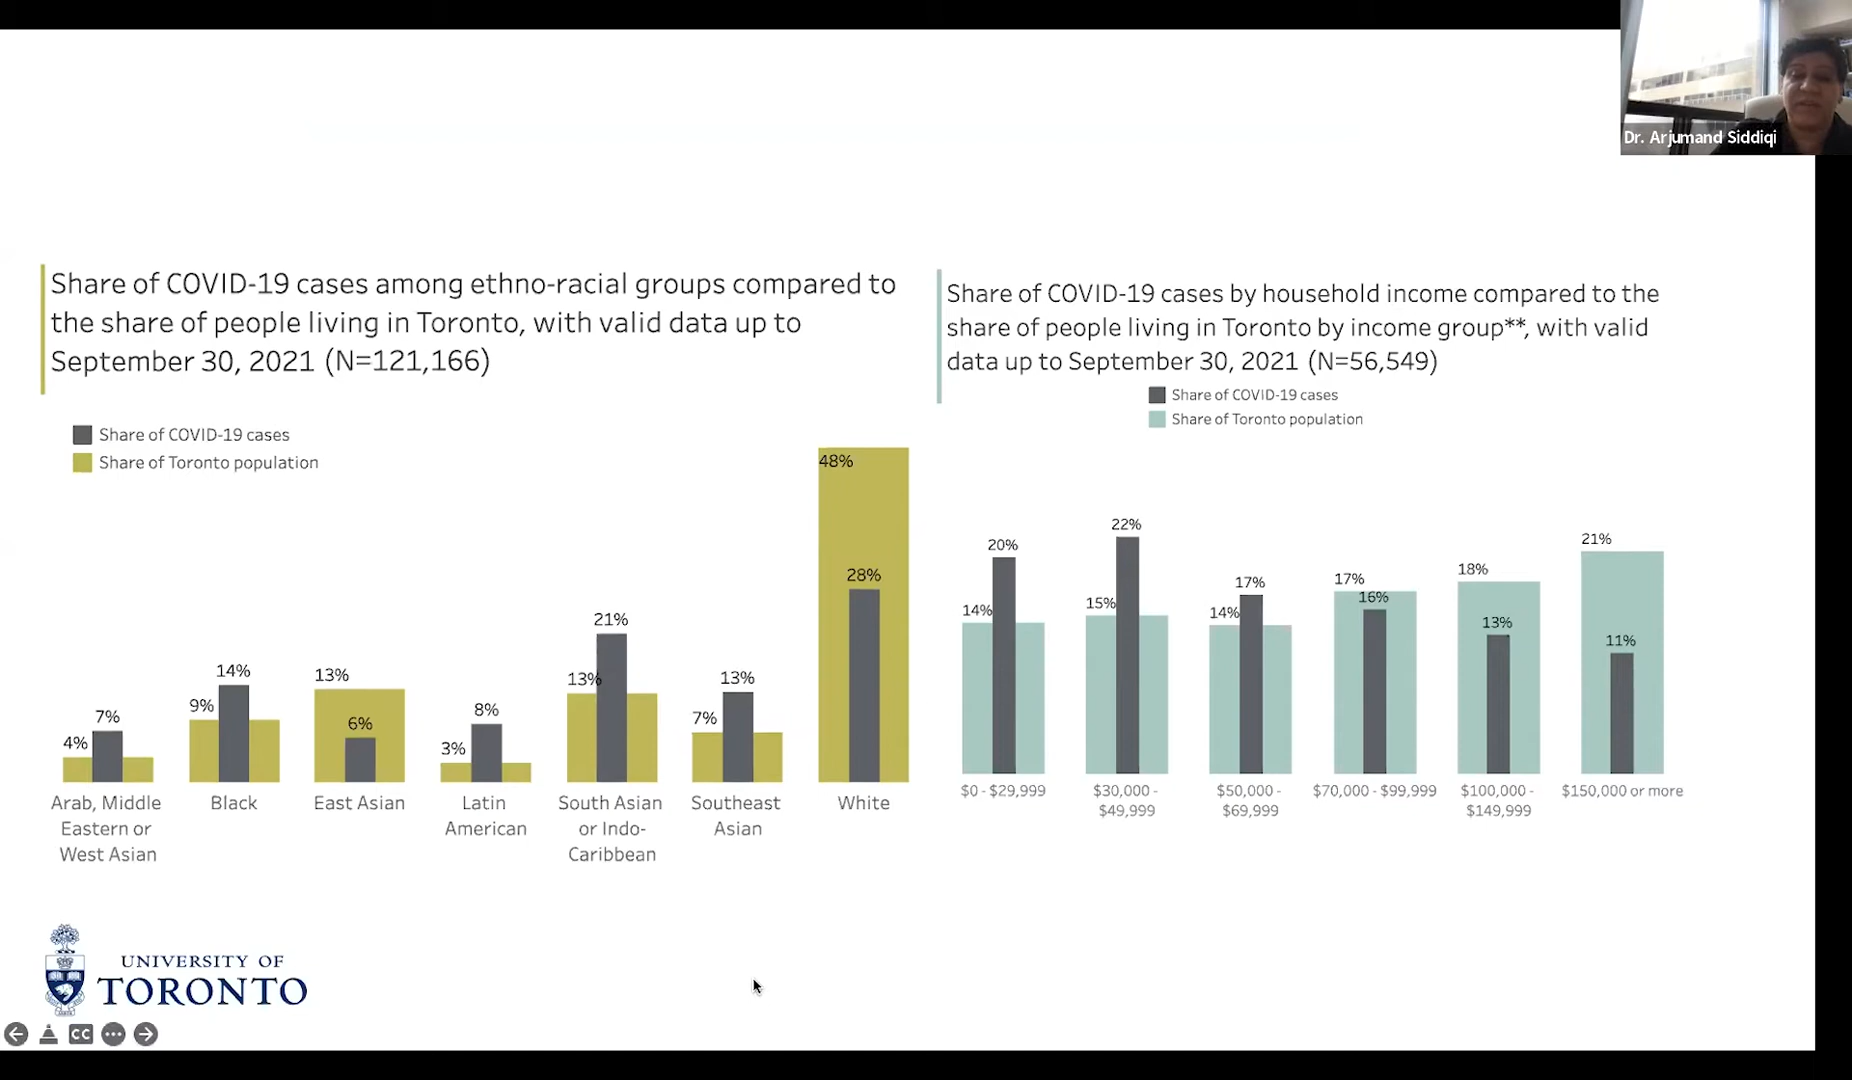 Dr. Arjumand Siddiqi
Share of COVID-19 cases among ethno-racial groups compared to
the share of people living in Toronto, with valid data up to
September 30, 2021 (N=121,166)
Share of COVID-19 cases
Share of Toronto population
4%
7%
9%
14%
13%
6%
3%
8%
13%
21%
7%
13%
48%
28%
Arab, Middle
Eastern or
West Asian
Black
East Asian
Latin
American
South Asian
or Indo-
Caribbean
Southeast
Asian
White
Share of COVID-19 cases by household income compared to the
share of people living in Toronto by income group**, with valid
data up to September 30, 2021 (N=56,549)
Share of COVID-19 cases
Share of Toronto population
14%
20%
15%
22%
14%
17%
17%
16%
18%
13%
21%
11%
$0 - $29,999
$30,000 -
$49,999
$50,000 -
$69,999
$70,000 - $99,999
$100,000 -
$149,999
$150,000 or more
UNIVERSITY OF
TORONTO
CC